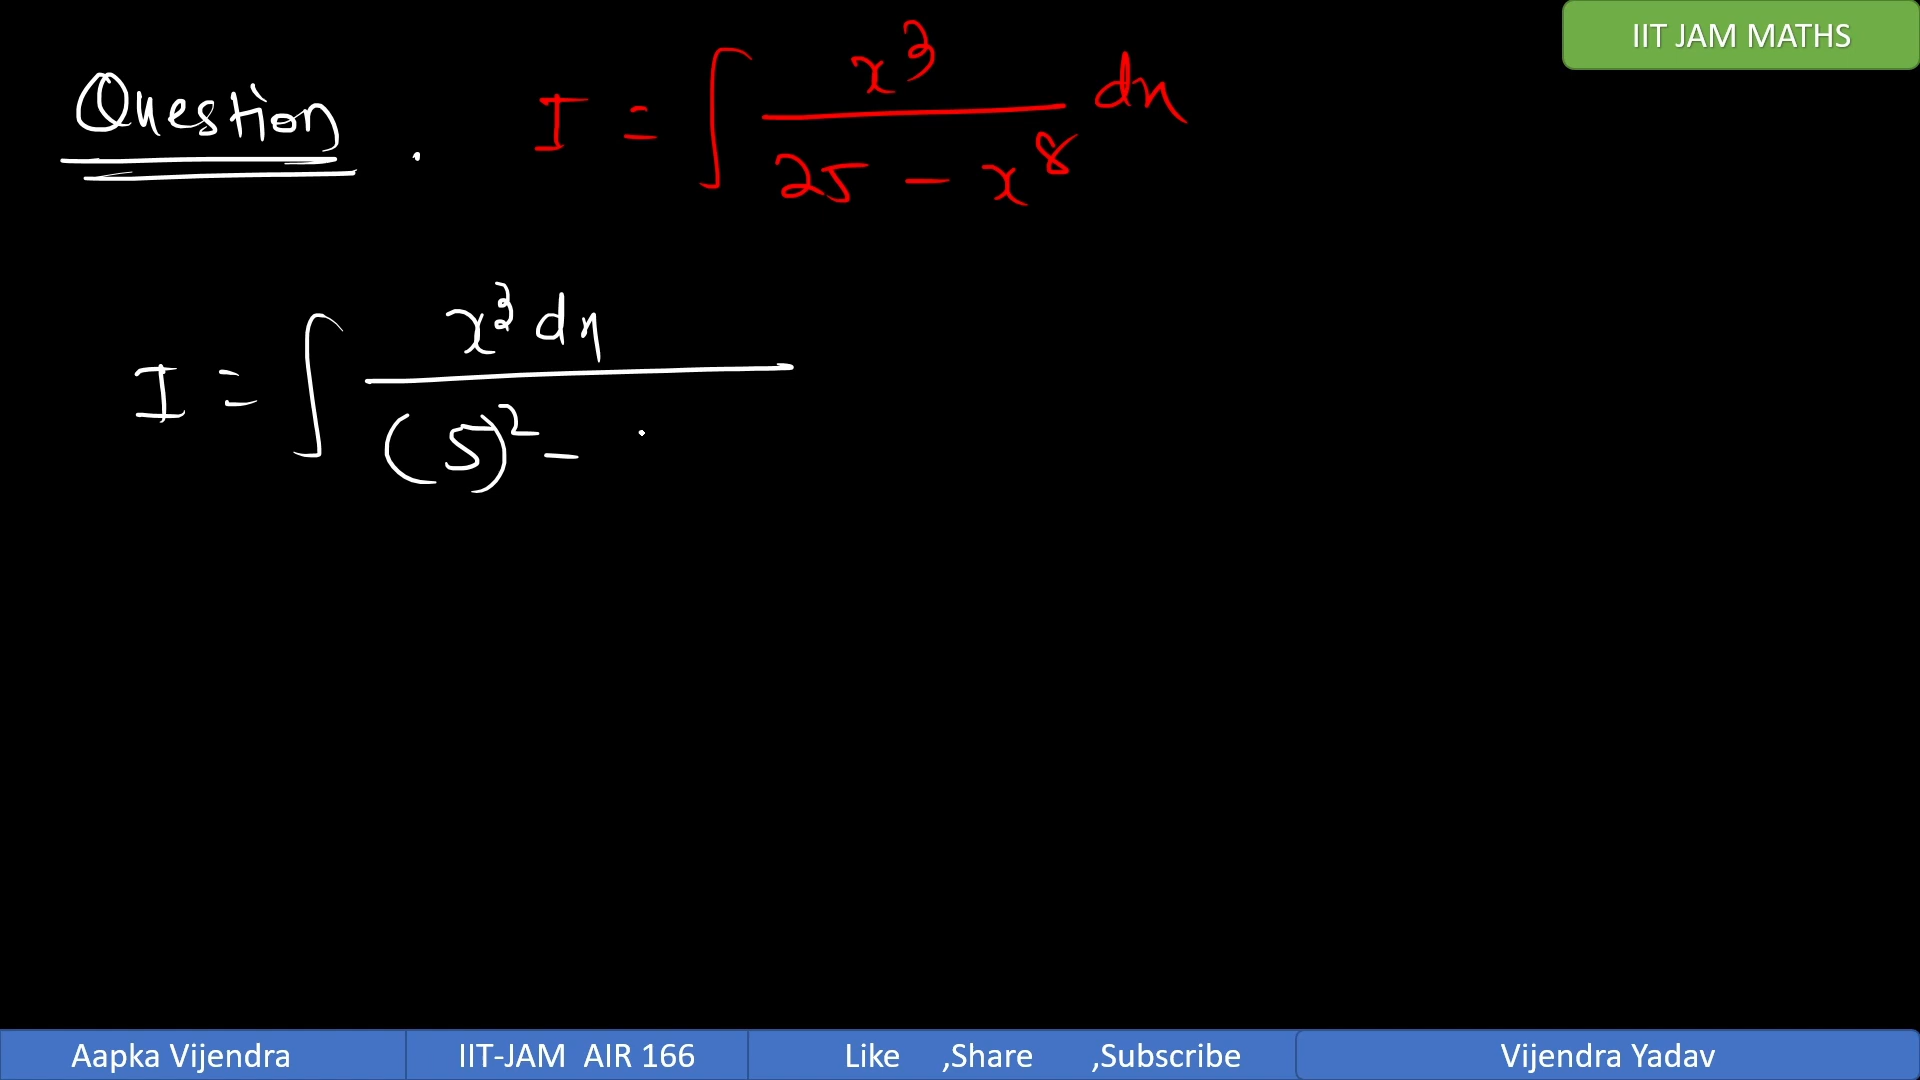 IIT JAM MATHS
Question . I = ∫ x³/(25 - x⁸) dx
I = ∫ x³ dx/((5)² -
Aapka Vijendra IIT-JAM AIR 166 Like ,Share ,Subscribe Vijendra Yadav